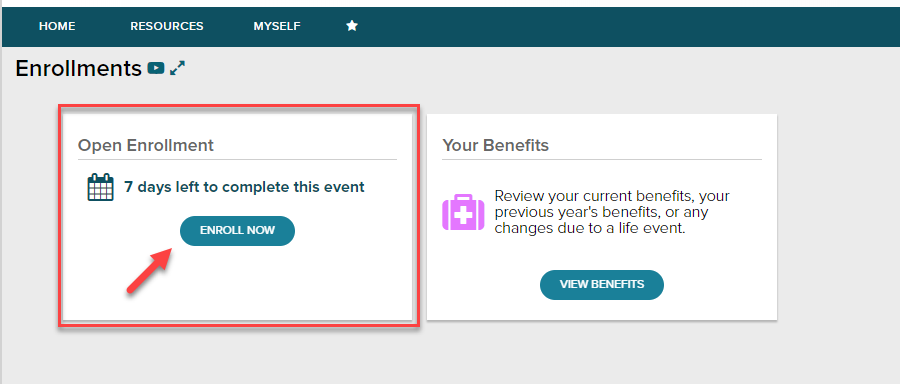 HOME RESOURCES MYSELF
Enrollments
Open Enrollment
7 days left to complete this event
ENROLL NOW
Your Benefits
Review your current benefits, your
previous year's benefits, or any
changes due to a life event.
VIEW BENEFITS